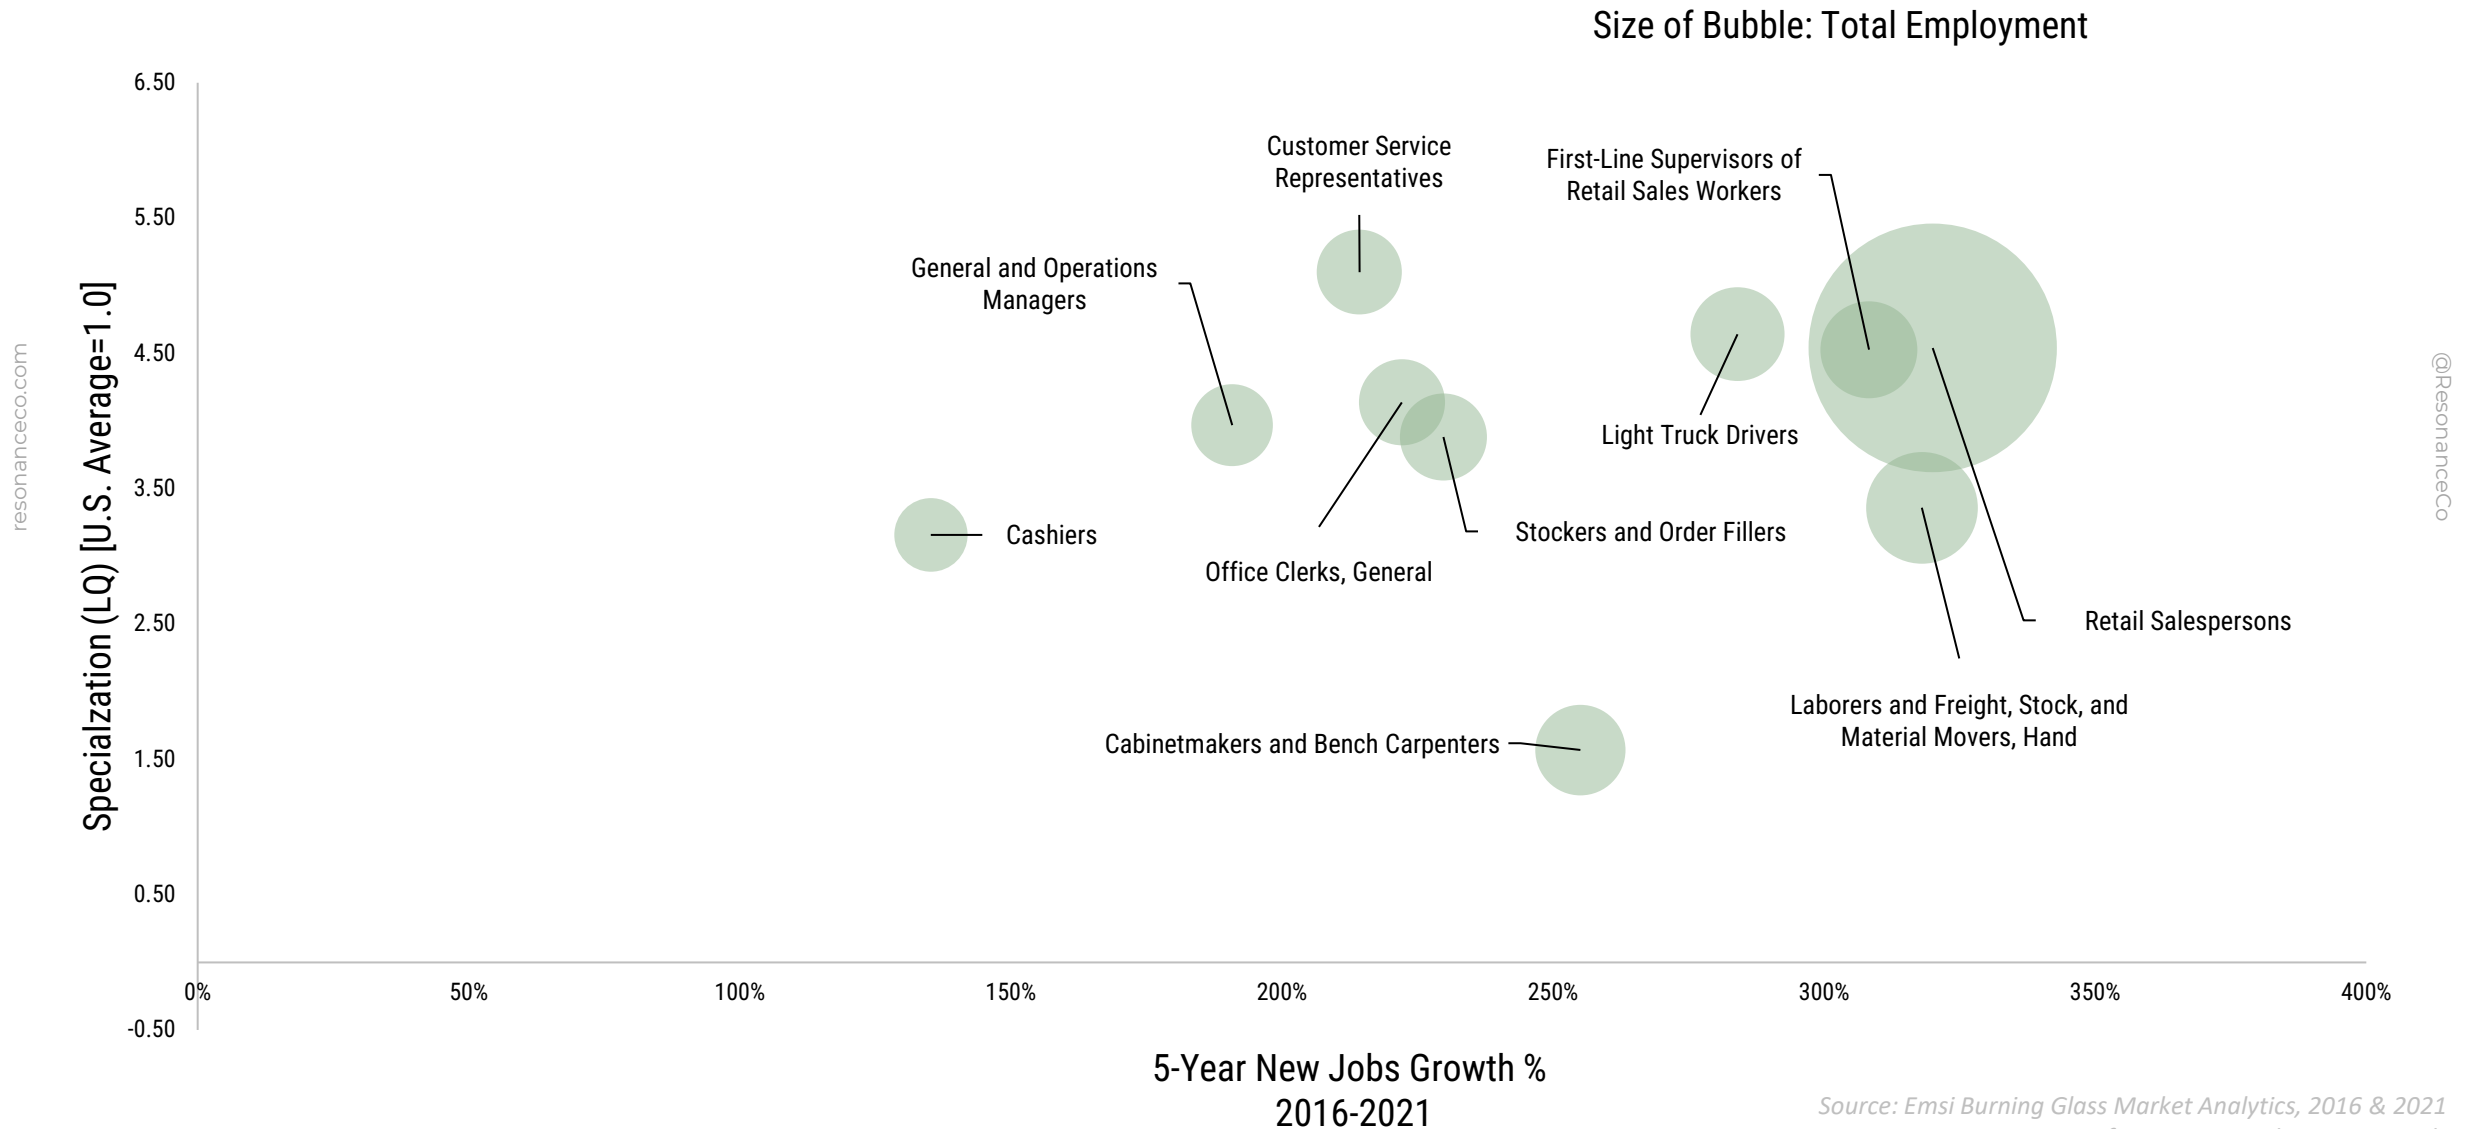 Size of Bubble: Total Employment
6.50
5.50
4.50
3.50
2.50
1.50
0.50
-0.50
Specialzation (LQ) [U.S. Average=1.0]
resonanceco.com
@ResonanceCo
Customer Service
Representatives
First-Line Supervisors of
Retail Sales Workers
General and Operations
Managers
Light Truck Drivers
Cashiers
Stockers and Order Fillers
Office Clerks, General
Retail Salespersons
Laborers and Freight, Stock, and
Material Movers, Hand
Cabinetmakers and Bench Carpenters
0%
50%
100%
150%
200%
250%
300%
350%
400%
5-Year New Jobs Growth %
2016-2021
Source: Emsi Burning Glass Market Analytics, 2016 & 2021